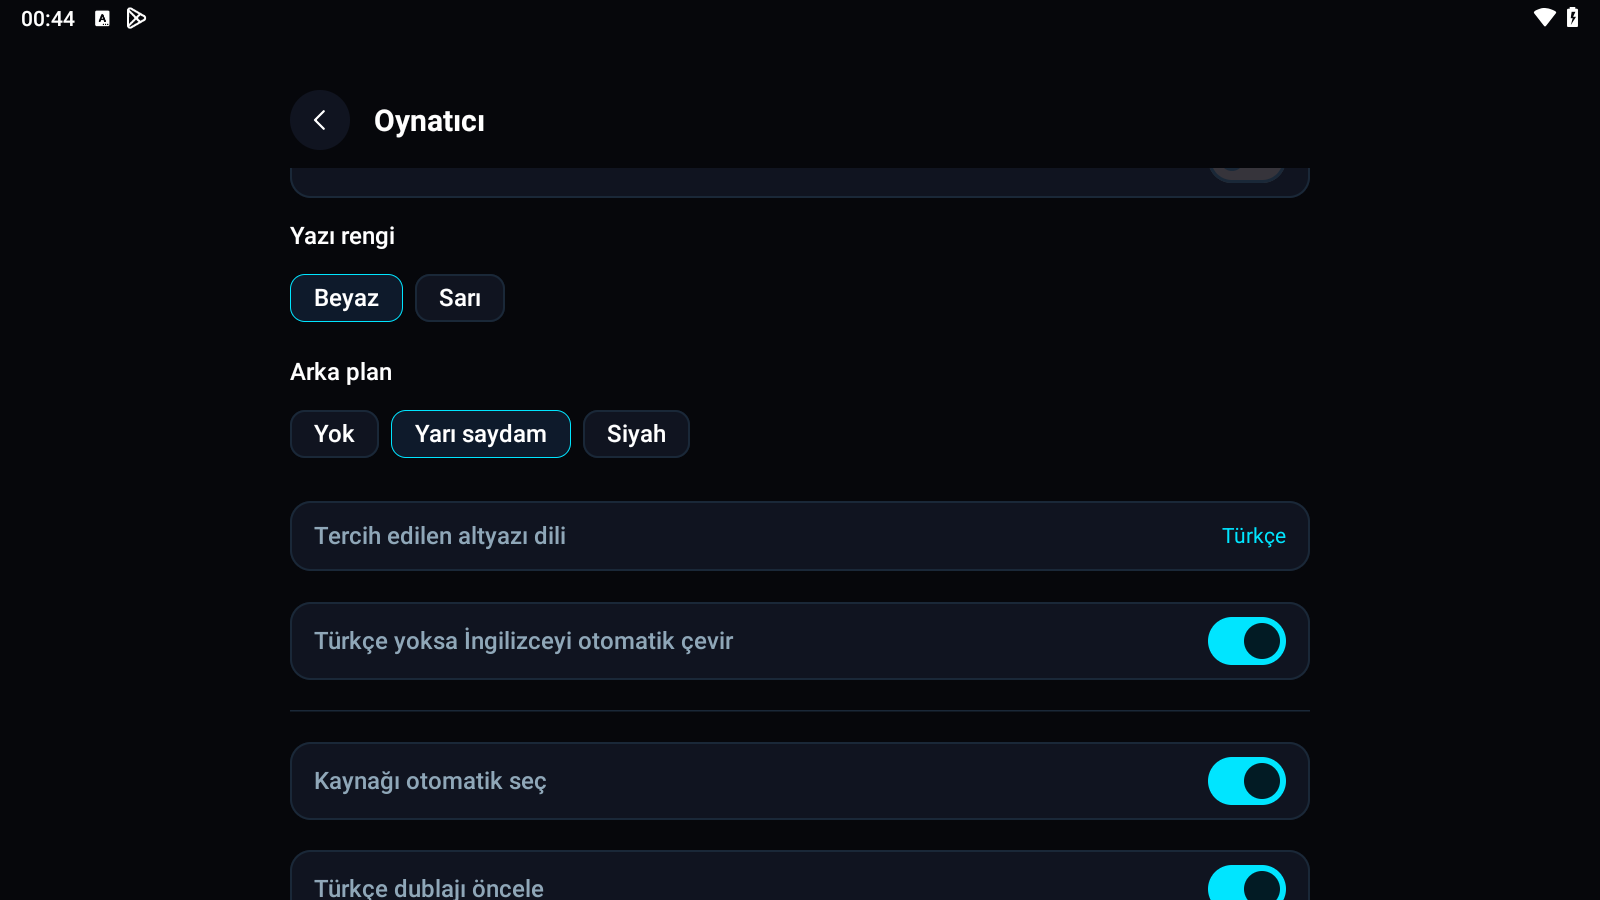 00:44
Oynatıcı
Yazı rengi
Beyaz Sarı
Arka plan
Yok Yarı saydam Siyah
Tercih edilen altyazı dili Türkçe
Türkçe yoksa İngilizceyi otomatik çevir
Kaynağı otomatik seç
Türkçe dublajı öncele